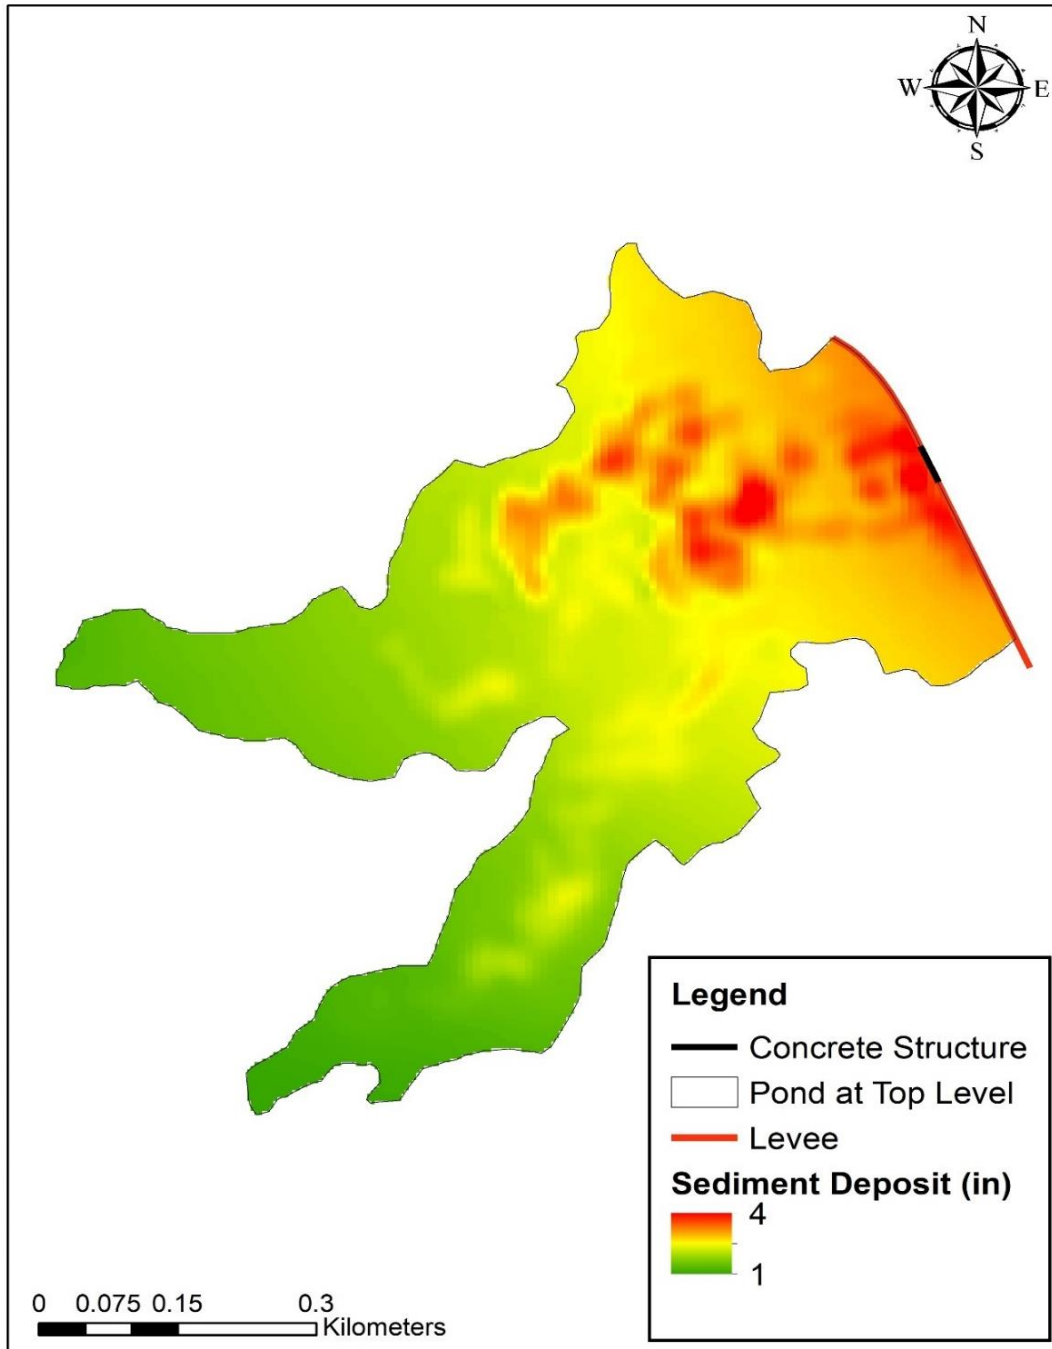 N
W E
S
Legend
Concrete Structure
Pond at Top Level
Levee
Sediment Deposit (in)
4
1
0 0.075 0.15 0.3
Kilometers